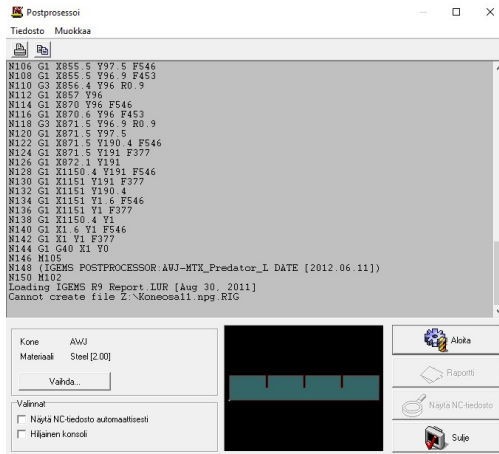 Postprosessoi
Tiedosto Muokkaa
N106 G1 X855.5 Y97.5 F546
N108 G1 X855.5 Y96.9 F453
N110 G3 X856.4 Y96 R0.9
N112 G1 X857 Y96
N114 G1 X870 Y96 F546
N116 G1 X870.6 Y96 F453
N118 G3 X871.5 Y96.9 R0.9
N120 G1 X871.5 Y97.5
N122 G1 X871.5 Y190.4 F546
N124 G1 X871.5 Y191 F377
N126 G1 X872.1 Y191
N128 G1 X1150.4 Y191 F546
N130 G1 X1151 Y191 F377
N132 G1 X1151 Y190.4
N134 G1 X1151 Y1.6 F546
N136 G1 X1151 Y1 F377
N138 G1 X1150.4 Y1
N140 G1 X1.6 Y1 F546
N142 G1 X1 Y1 F377
N144 G1 G40 X1 Y0
N146 M105
N148 (IGEMS POSTPROCESSOR:AWJ-MTX_Predator_L DATE [2012.06.11])
N150 M102
Loading IGEMS R9 Report.LUR [Aug 30, 2011]
Cannot create file Z:\Koneosa11.npg.RIG
Kone AWJ
Materiaali Steel [2.00]
Vaihda...
Valinnat
Näytä NC-tiedosto automaattisesti
Hiljainen konsoli
Aloita
Raportti
Näytä NC-tiedosto
Sulje